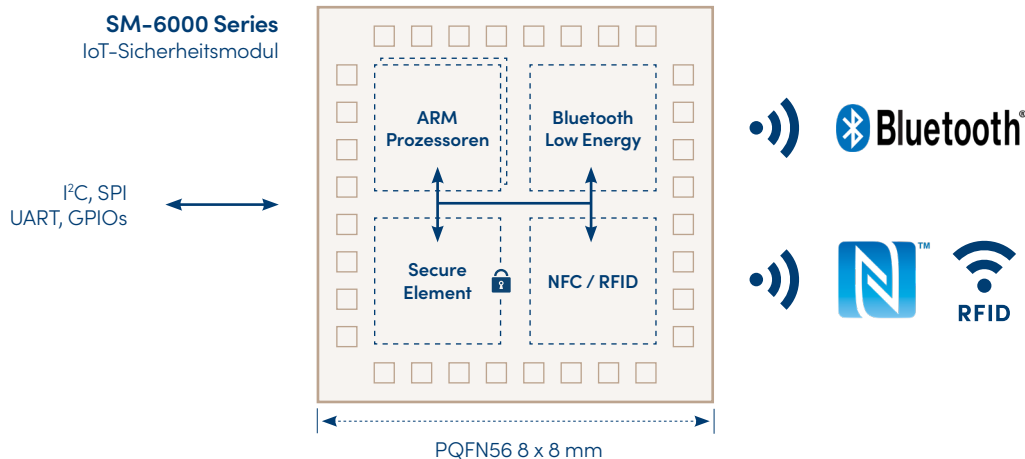 SM-6000 Series
IoT-Sicherheitsmodul
ARM
Prozessoren
Bluetooth
Low Energy
Bluetooth®
I²C, SPI
UART, GPIOs
Secure
Element
NFC / RFID
™
RFID
PQFN56 8 x 8 mm